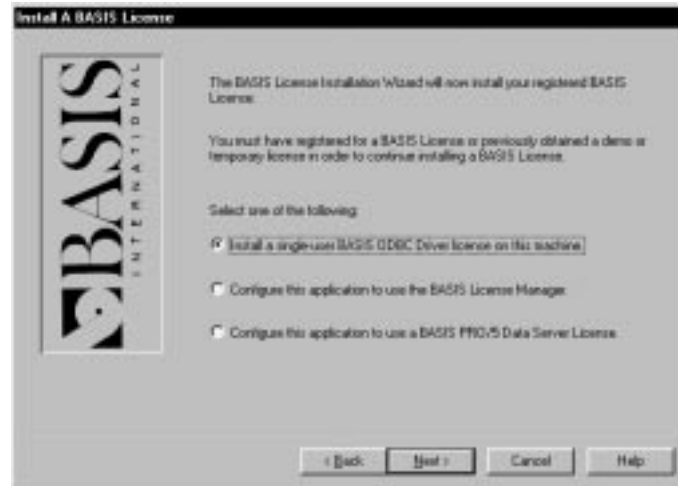 Install A BASIS License
BASIS
INTERNATIONAL
The BASIS License Installation Wizard will now install your registered BASIS
License.
You must have registered for a BASIS License or previously obtained a demo or
temporary license in order to continue installing a BASIS License.
Select one of the following:
Install a single-user BASIS ODBC Driver license on this machine.
Configure this application to use the BASIS License Manager.
Configure this application to use a BASIS PRO/5 Data Server License.
< Back
Next >
Cancel
Help